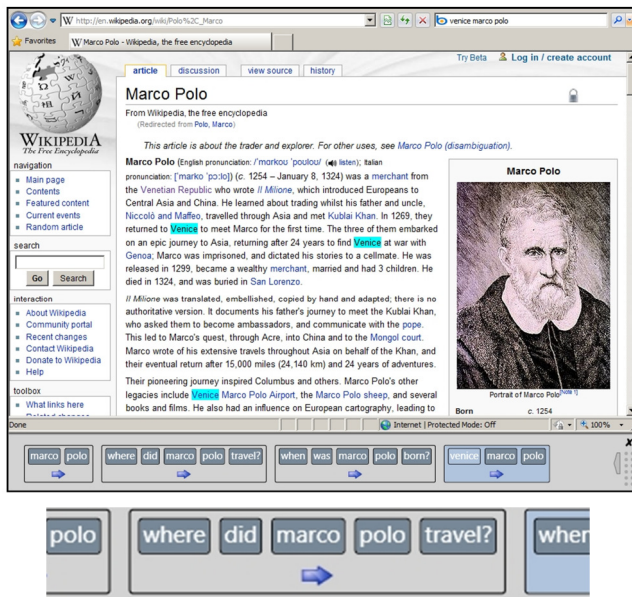 http://en.wikipedia.org/wiki/Polo%2C_Marco
venice marco polo
Favorites
W Marco Polo - Wikipedia, the free encyclopedia
Try Beta
Log in / create account
article
discussion
view source
history
WIKIPEDIA
The Free Encyclopedia
navigation
Main page
Contents
Featured content
Current events
Random article
search
Go
Search
interaction
About Wikipedia
Community portal
Recent changes
Contact Wikipedia
Donate to Wikipedia
Help
toolbox
What links here
Marco Polo
From Wikipedia, the free encyclopedia
(Redirected from Polo, Marco)
This article is about the trader and explorer. For other uses, see Marco Polo (disambiguation).
Marco Polo (English pronunciation: /ˈmɑrkoʊ ˈpoʊloʊ/ (listen); Italian
pronunciation: [ˈmarko ˈpɔːlo]) (c. 1254 – January 8, 1324) was a merchant from
the Venetian Republic who wrote Il Milione, which introduced Europeans to
Central Asia and China. He learned about trading whilst his father and uncle,
Niccolò and Maffeo, travelled through Asia and met Kublai Khan. In 1269, they
returned to Venice to meet Marco for the first time. The three of them embarked
on an epic journey to Asia, returning after 24 years to find Venice at war with
Genoa; Marco was imprisoned, and dictated his stories to a cellmate. He was
released in 1299, became a wealthy merchant, married and had 3 children. He
died in 1324, and was buried in San Lorenzo.
Il Milione was translated, embellished, copied by hand and adapted; there is no
authoritative version. It documents his father's journey to meet the Kublai Khan,
who asked them to become ambassadors, and communicate with the pope.
This led to Marco's quest, through Acre, into China and to the Mongol court.
Marco wrote of his extensive travels throughout Asia on behalf of the Khan, and
their eventual return after 15,000 miles (24,140 km) and 24 years of adventures.
Their pioneering journey inspired Columbus and others. Marco Polo's other
legacies include Venice Marco Polo Airport, the Marco Polo sheep, and several
books and films. He also had an influence on European cartography, leading to
Marco Polo
Portrait of Marco Polo[Note 1]
Born c. 1254
Done
Internet | Protected Mode: Off
100%
marco polo
where did marco polo travel?
when was marco polo born?
venice marco polo
x
polo
where did marco polo travel?
wher